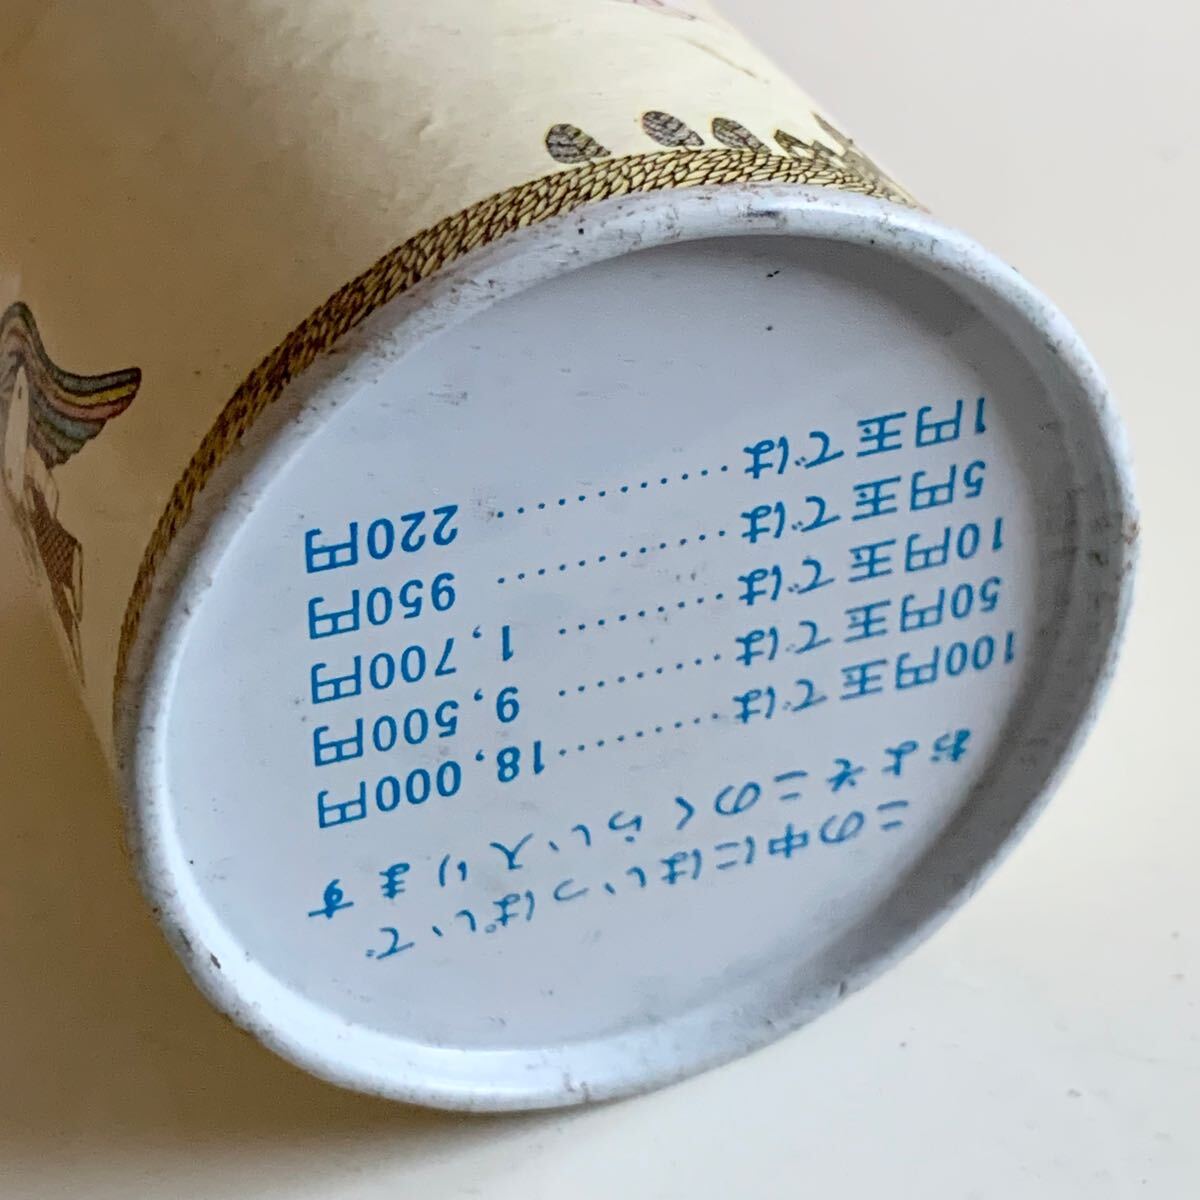 この中にはいっぱいで
およそこのくらい入ります
100円玉では………18,000円
50円玉では……… 9,500円
10円玉では……… 1,700円
5円玉では………… 950円
1円玉では………… 220円